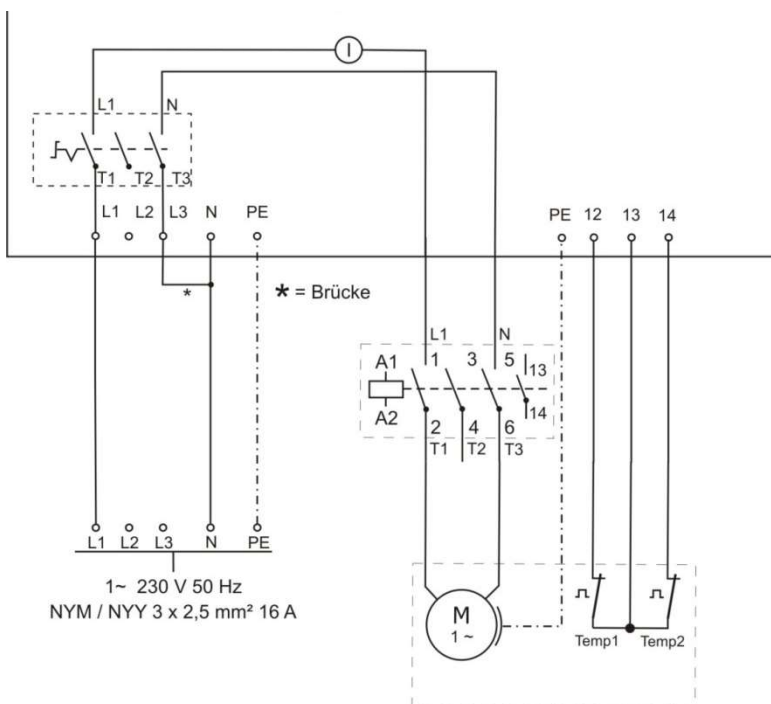 I
L1 N
T1 T2 T3
L1 L2 L3 N PE
PE 12 13 14
*
* = Brücke
L1 N
A1 1 3 5 13
A2 2 4 6 14
T1 T2 T3
L1 L2 L3 N PE
1~ 230 V 50 Hz
NYM / NYY 3 x 2,5 mm² 16 A
M
1 ~
Temp1 Temp2